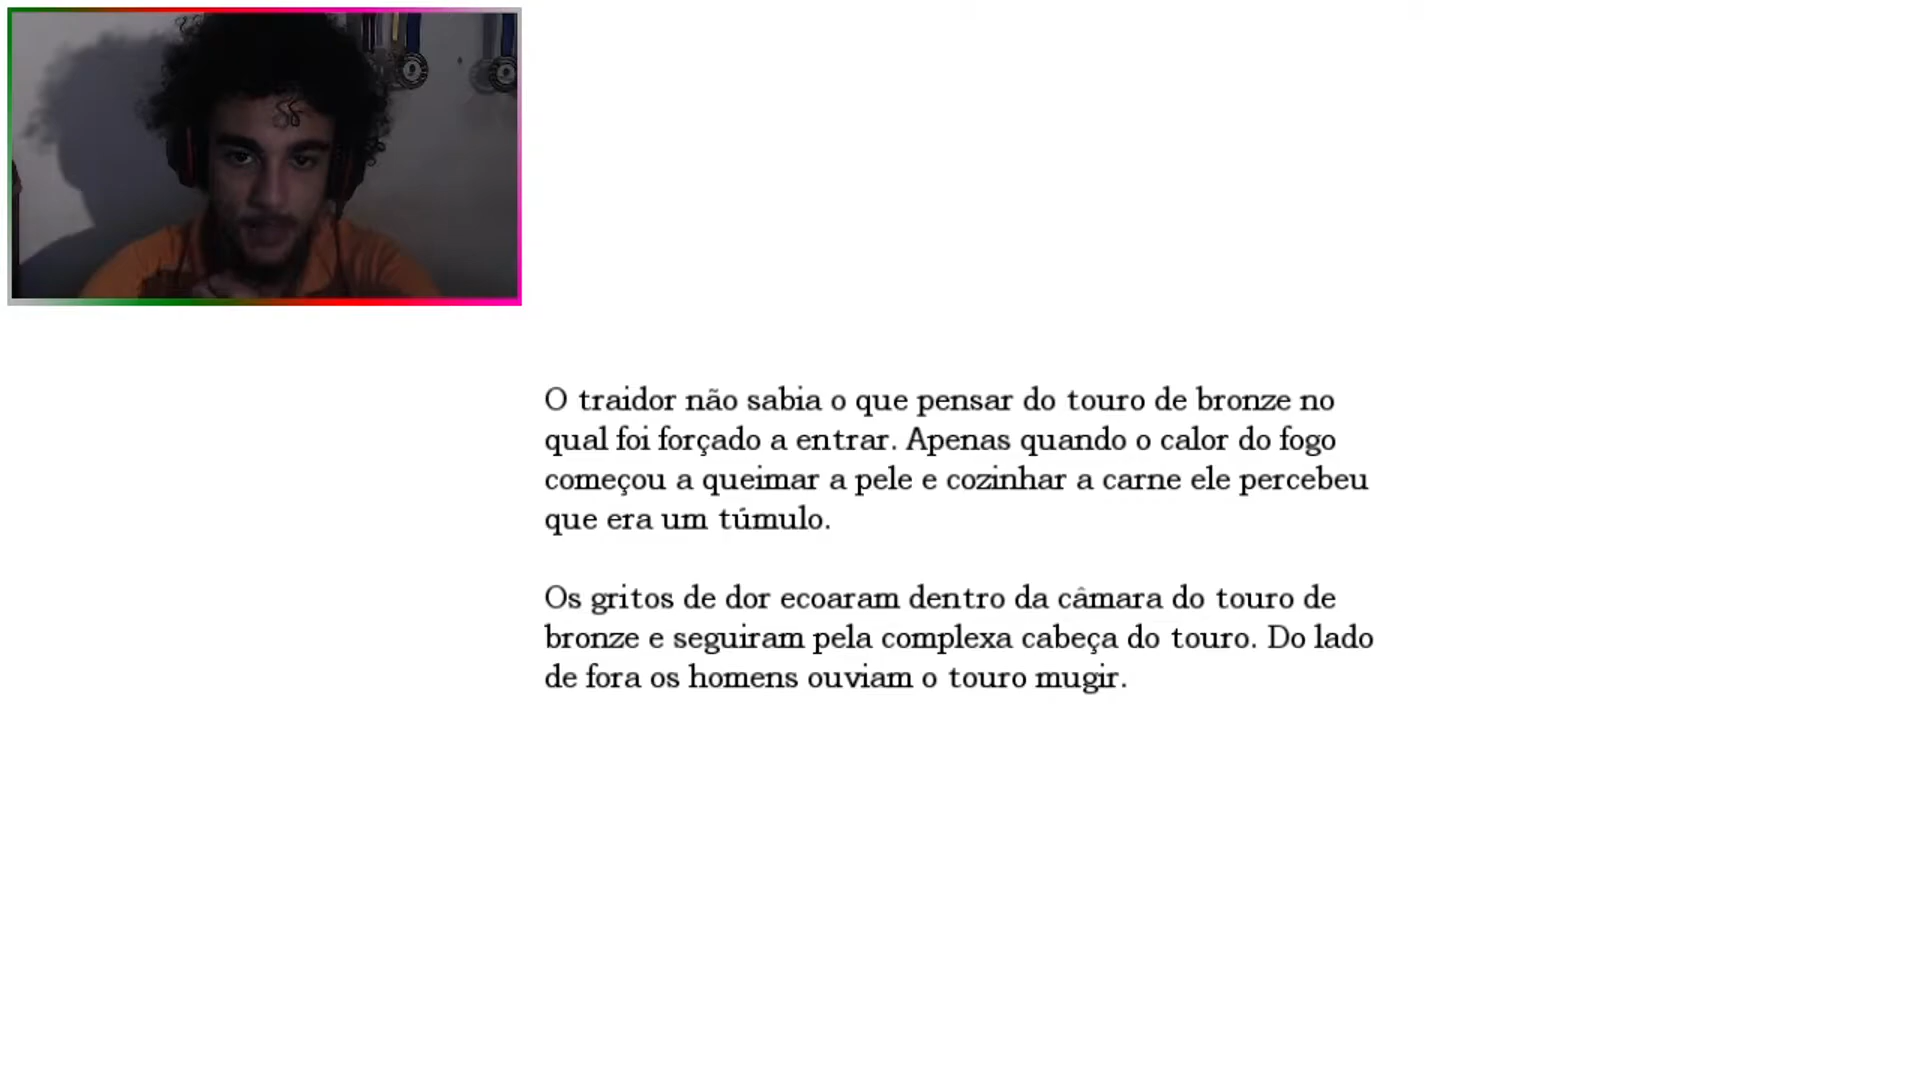 O traidor não sabia o que pensar do touro de bronze no
qual foi forçado a entrar. Apenas quando o calor do fogo
começou a queimar a pele e cozinhar a carne ele percebeu
que era um túmulo.
Os gritos de dor ecoaram dentro da câmara do touro de
bronze e seguiram pela complexa cabeça do touro. Do lado
de fora os homens ouviam o touro mugir.